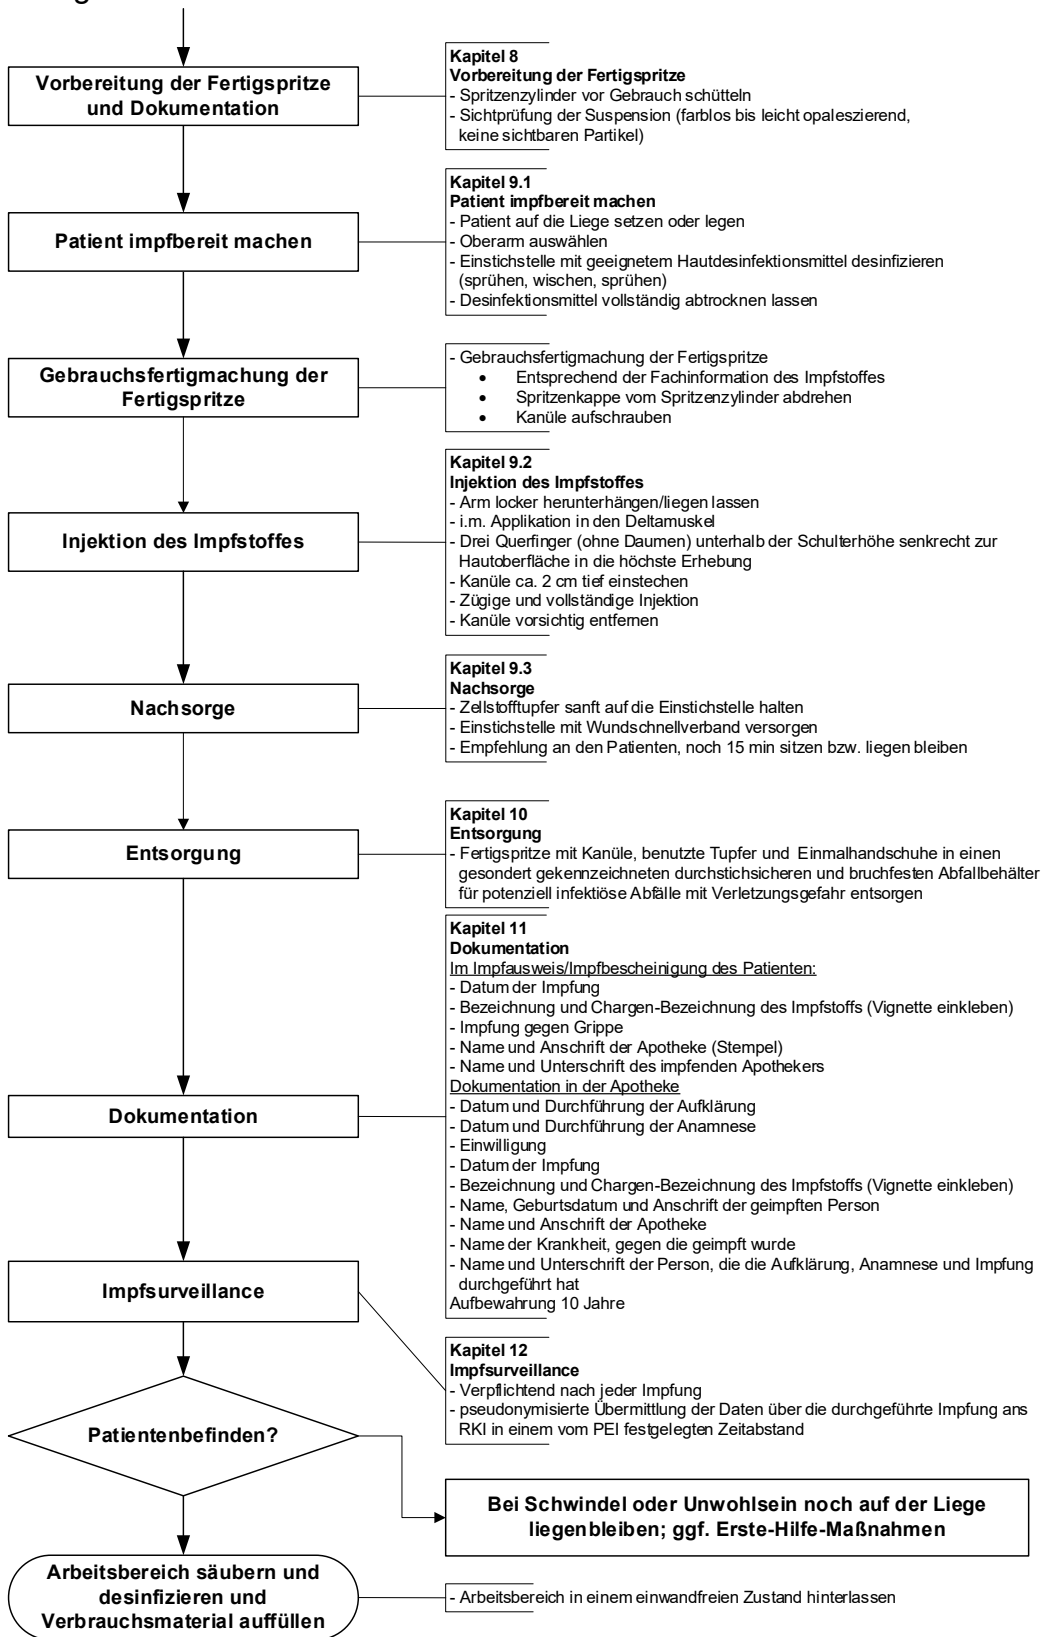 Vorbereitung der Fertigspritze
und Dokumentation
Kapitel 8
Vorbereitung der Fertigspritze
- Spritzenzylinder vor Gebrauch schütteln
- Sichtprüfung der Suspension (farblos bis leicht opaleszierend,
keine sichtbaren Partikel)
Patient impfbereit machen
Kapitel 9.1
Patient impfbereit machen
- Patient auf die Liege setzen oder legen
- Oberarm auswählen
- Einstichstelle mit geeignetem Hautdesinfektionsmittel desinfizieren
(sprühen, wischen, sprühen)
- Desinfektionsmittel vollständig abtrocknen lassen
Gebrauchsfertigmachung der
Fertigspritze
- Gebrauchsfertigmachung der Fertigspritze
• Entsprechend der Fachinformation des Impfstoffes
• Spritzenkappe vom Spritzenzylinder abdrehen
• Kanüle aufschrauben
Injektion des Impfstoffes
Kapitel 9.2
Injektion des Impfstoffes
- Arm locker herunterhängen/liegen lassen
- i.m. Applikation in den Deltamuskel
- Drei Querfinger (ohne Daumen) unterhalb der Schulterhöhe senkrecht zur
Hautoberfläche in die höchste Erhebung
- Kanüle ca. 2 cm tief einstechen
- Zügige und vollständige Injektion
- Kanüle vorsichtig entfernen
Nachsorge
Kapitel 9.3
Nachsorge
- Zellstofftupfer sanft auf die Einstichstelle halten
- Einstichstelle mit Wundschnellverband versorgen
- Empfehlung an den Patienten, noch 15 min sitzen bzw. liegen bleiben
Entsorgung
Kapitel 10
Entsorgung
- Fertigspritze mit Kanüle, benutzte Tupfer und Einmalhandschuhe in einen
gesondert gekennzeichneten durchstichsicheren und bruchfesten Abfallbehälter
für potenziell infektiöse Abfälle mit Verletzungsgefahr entsorgen
Dokumentation
Kapitel 11
Dokumentation
Im Impfausweis/Impfbescheinigung des Patienten:
- Datum der Impfung
- Bezeichnung und Chargen-Bezeichnung des Impfstoffs (Vignette einkleben)
- Impfung gegen Grippe
- Name und Anschrift der Apotheke (Stempel)
- Name und Unterschrift des impfenden Apothekers
Dokumentation in der Apotheke
- Datum und Durchführung der Aufklärung
- Datum und Durchführung der Anamnese
- Einwilligung
- Datum der Impfung
- Bezeichnung und Chargen-Bezeichnung des Impfstoffs (Vignette einkleben)
- Name, Geburtsdatum und Anschrift der geimpften Person
- Name und Anschrift der Apotheke
- Name der Krankheit, gegen die geimpft wurde
- Name und Unterschrift der Person, die die Aufklärung, Anamnese und Impfung
durchgeführt hat
Aufbewahrung 10 Jahre
Impfsurveillance
Kapitel 12
Impfsurveillance
- Verpflichtend nach jeder Impfung
- pseudonymisierte Übermittlung der Daten über die durchgeführte Impfung ans
RKI in einem vom PEI festgelegten Zeitabstand
Patientenbefinden?
Bei Schwindel oder Unwohlsein noch auf der Liege
liegenbleiben; ggf. Erste-Hilfe-Maßnahmen
Arbeitsbereich säubern und
desinfizieren und
Verbrauchsmaterial auffüllen
- Arbeitsbereich in einem einwandfreien Zustand hinterlassen